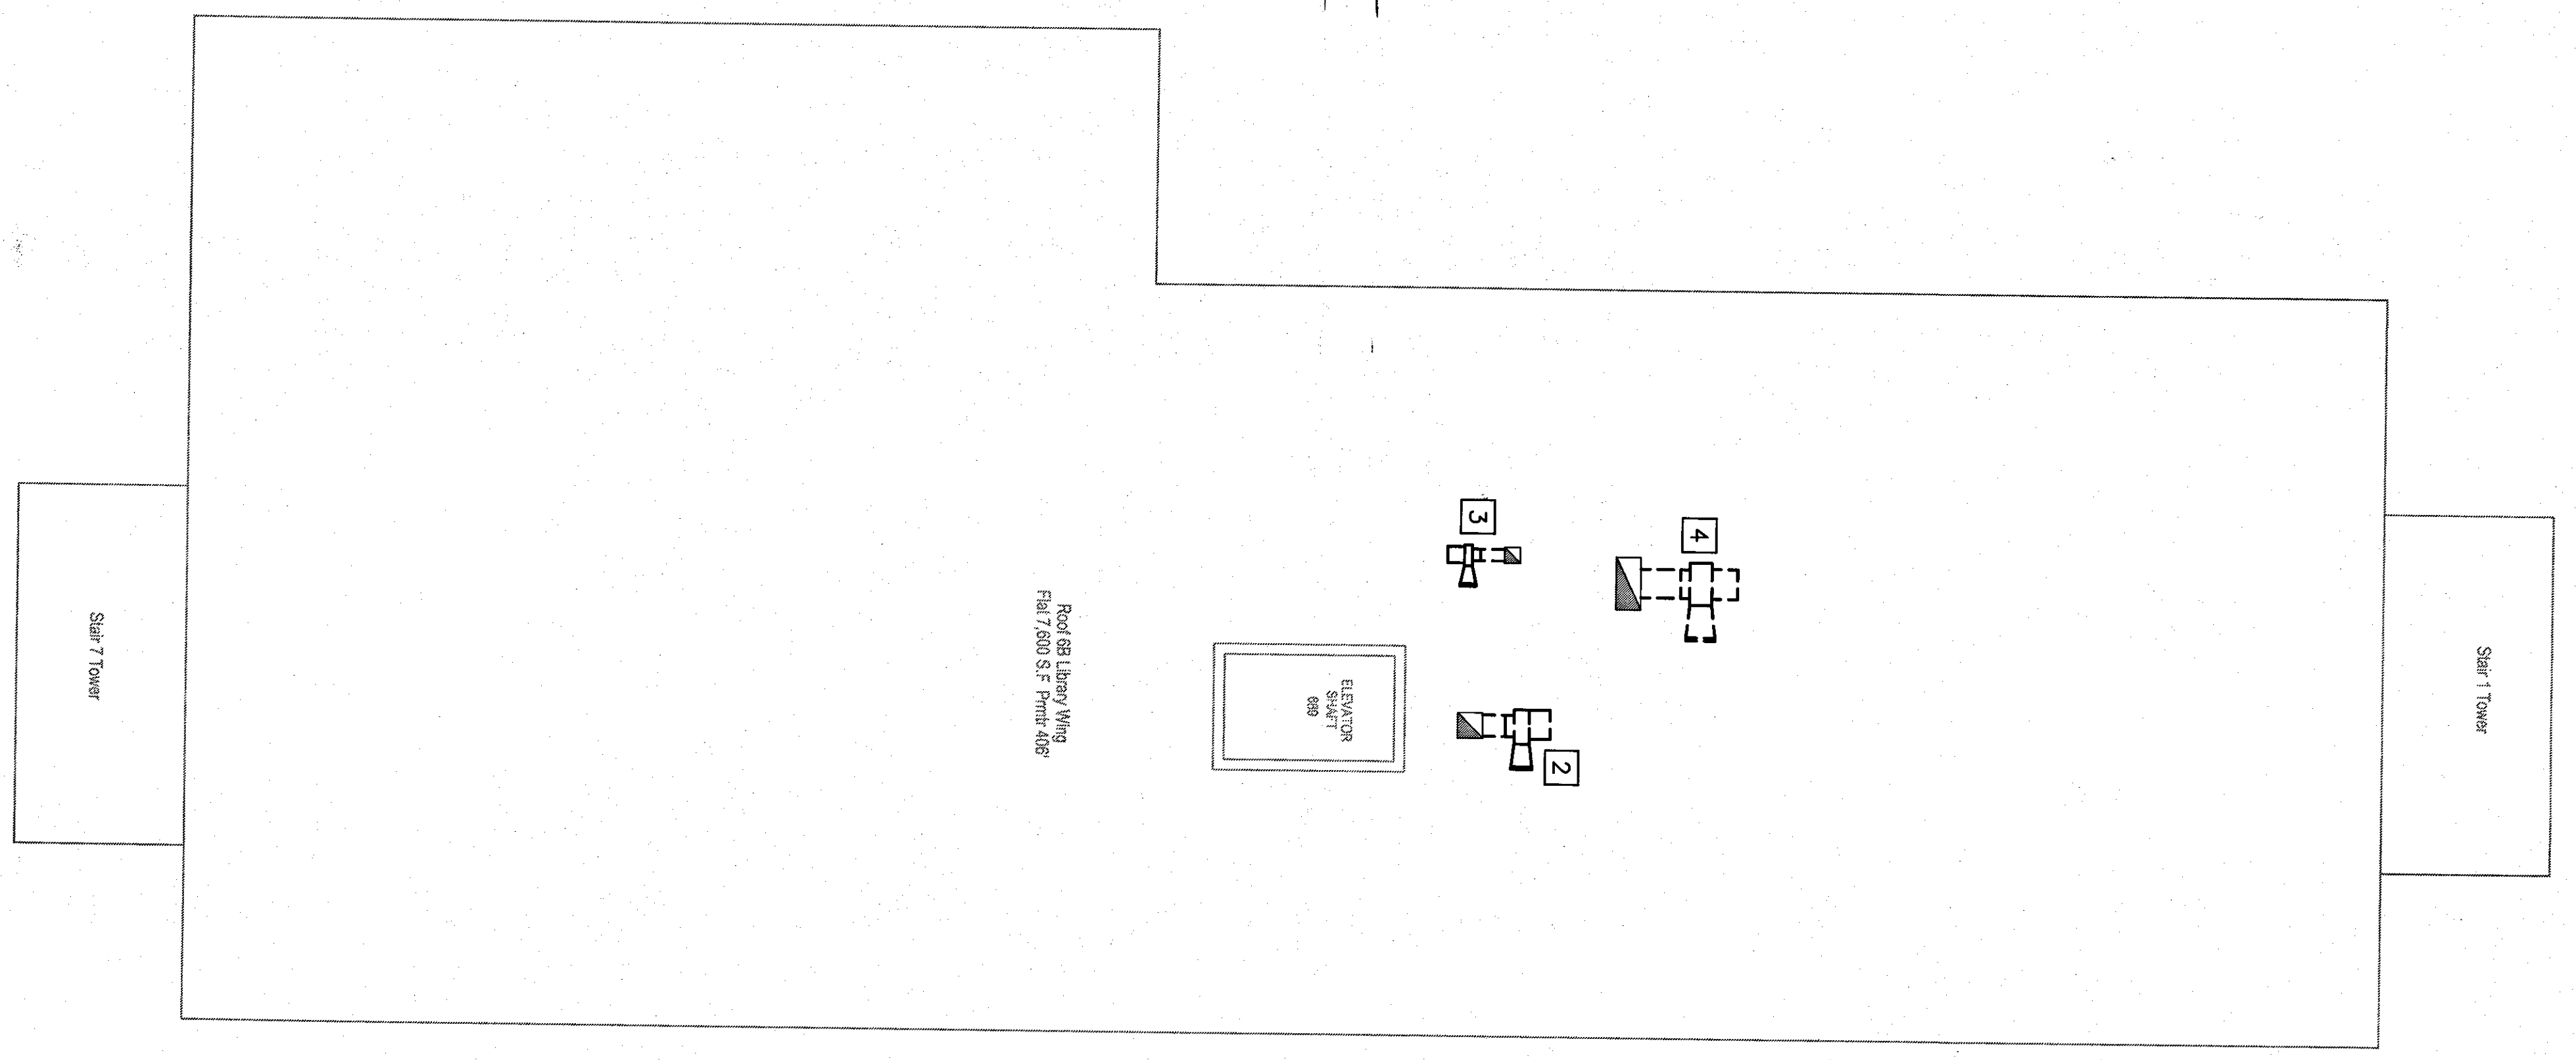 Stair 1 Tower
4
2
3
ELEVATOR
SHAFT
Roof 6B Library Wing
Flat 7,600 S.F Prmtr 406'
Stair 7 Tower